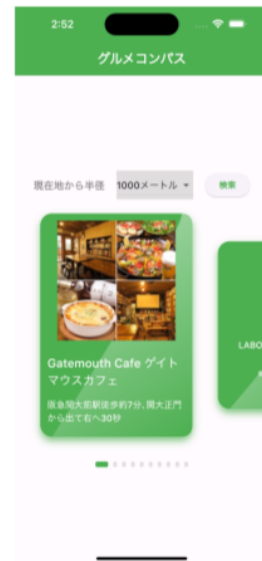 2:52
グルメコンパス
現在地から半径 1000メートル 検索
Gatemouth Cafe ゲイト
マウスカフェ
阪急関大前駅徒歩約7分、関大正門
から出て右へ30秒
LABO